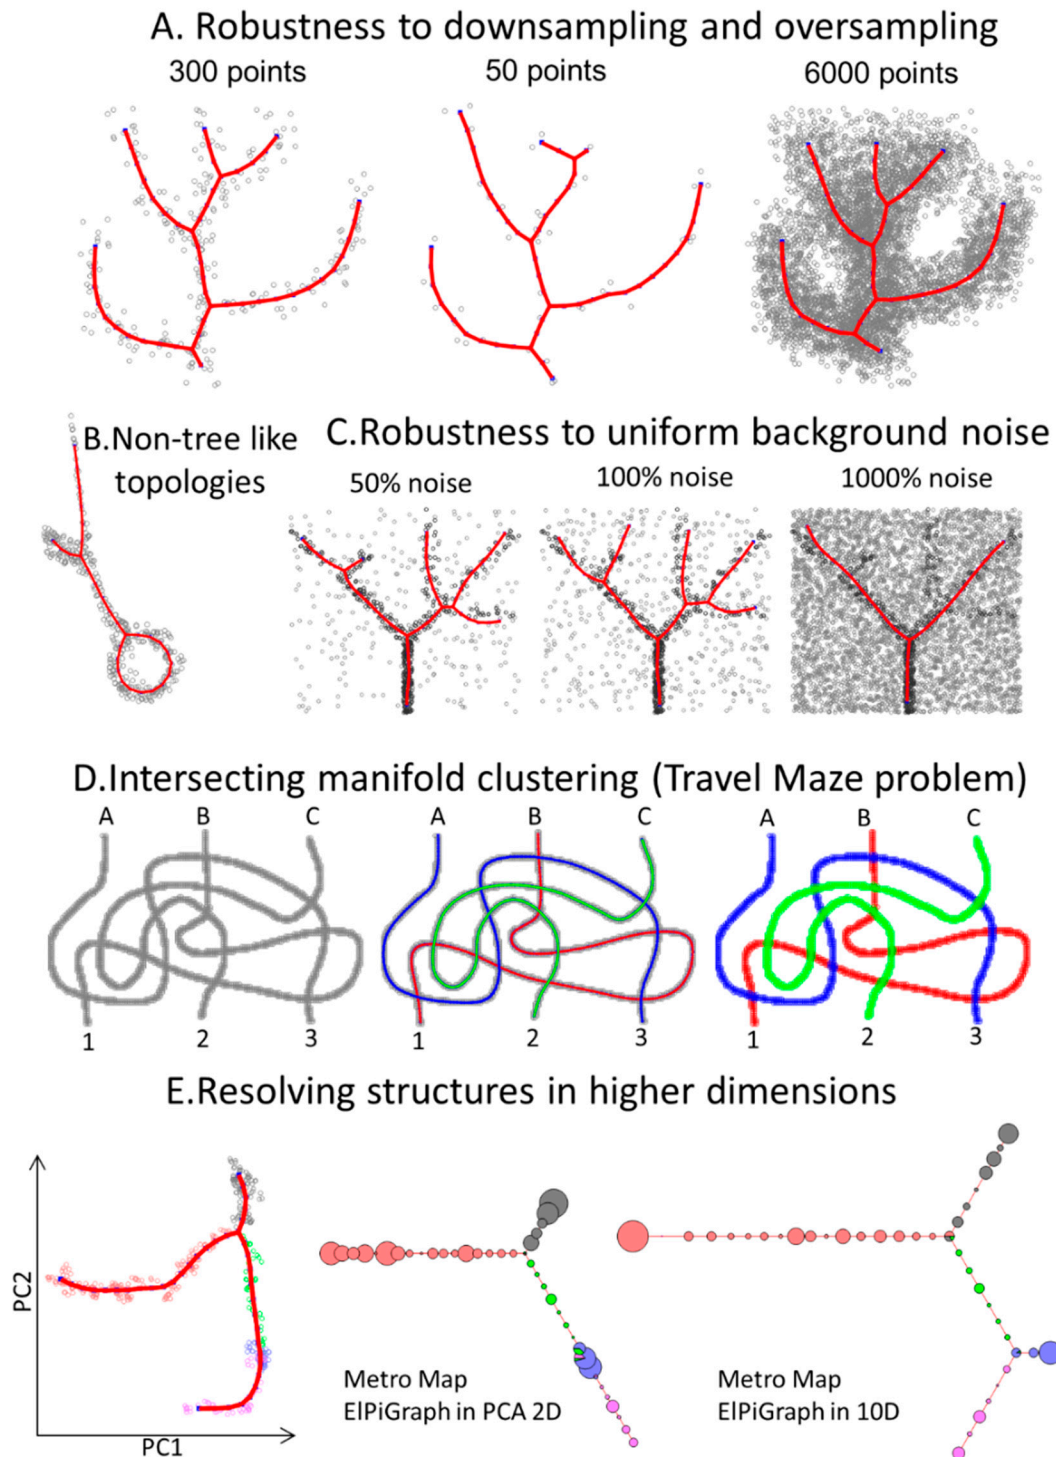 A. Robustness to downsampling and oversampling
300 points
50 points
6000 points
B.Non-tree like
topologies
C.Robustness to uniform background noise
50% noise
100% noise
1000% noise
D.Intersecting manifold clustering (Travel Maze problem)
A
B
C
A
B
C
A
B
C
1
2
3
1
2
3
1
2
3
E.Resolving structures in higher dimensions
PC2
PC1
Metro Map
ElPiGraph in PCA 2D
Metro Map
ElPiGraph in 10D